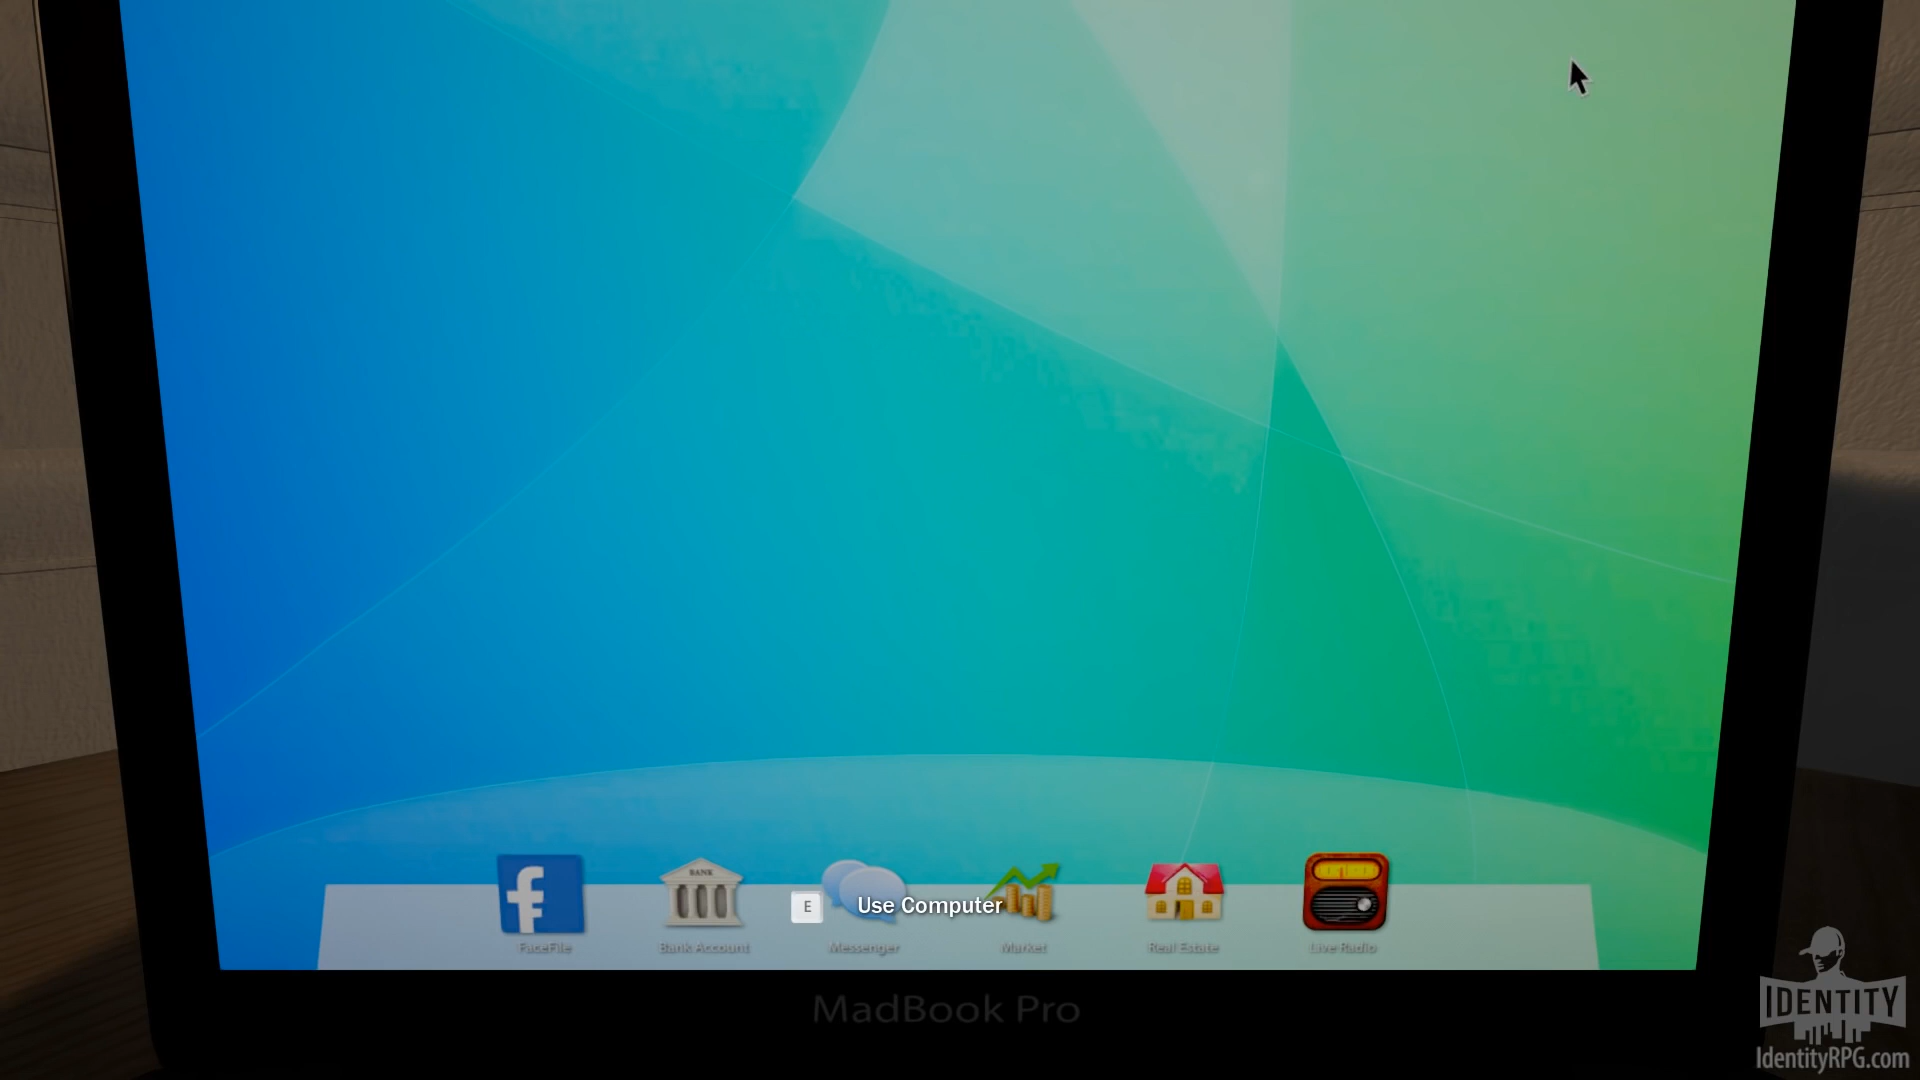 f
BANK
E Use Computer
FaceFile Bank Account Messenger Market Real Estate Live Radio
MadBook Pro
IDENTITY
IdentityRPG.com